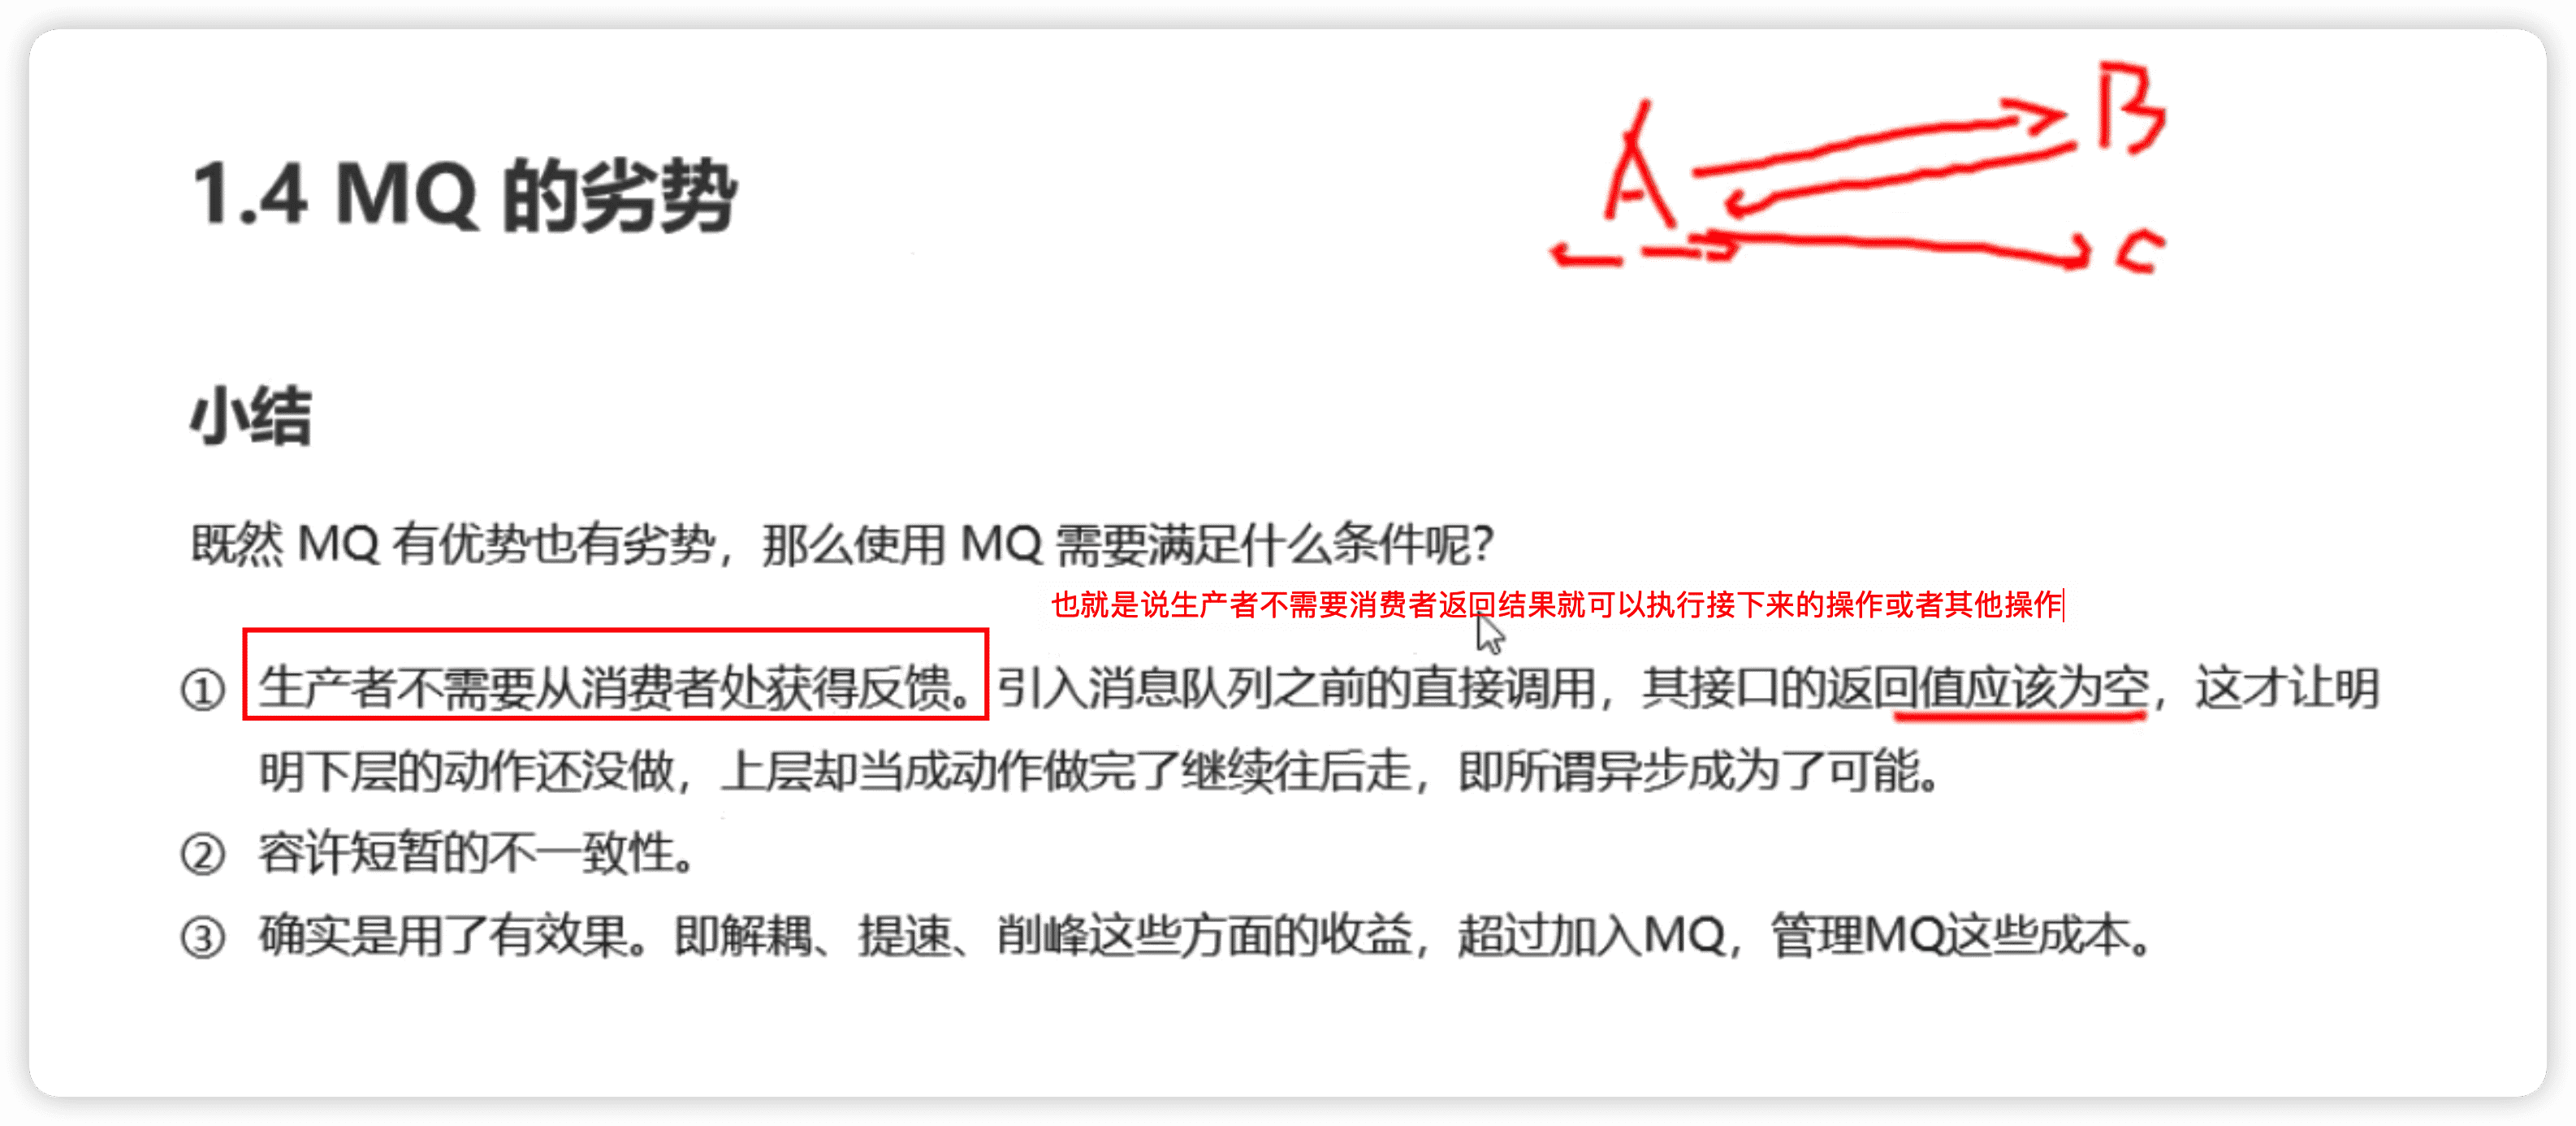 A
B
C
1.4 MQ 的劣势
小结
既然 MQ 有优势也有劣势，那么使用 MQ 需要满足什么条件呢？
也就是说生产者不需要消费者返回结果就可以执行接下来的操作或者其他操作
① 生产者不需要从消费者处获得反馈。引入消息队列之前的直接调用，其接口的返回值应该为空，这才让明
明下层的动作还没做，上层却当成动作做完了继续往后走，即所谓异步成为了可能。
② 容许短暂的不一致性。
③ 确实是用了有效果。即解耦、提速、削峰这些方面的收益，超过加入MQ，管理MQ这些成本。